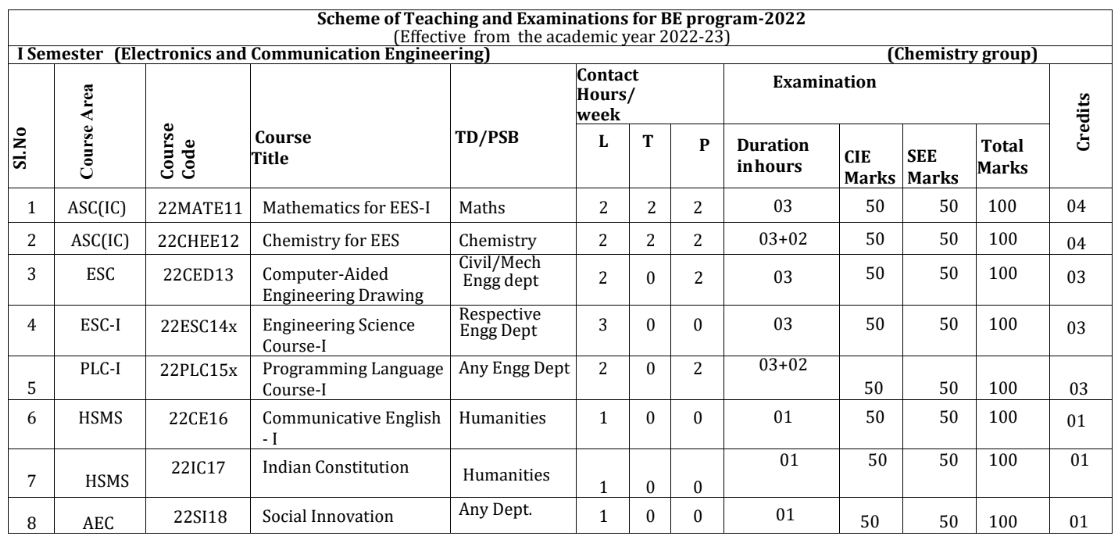 Scheme of Teaching and Examinations for BE program-2022
(Effective from the academic year 2022-23)
I Semester (Electronics and Communication Engineering) (Chemistry group)
Sl.No
Course Area
Course
Code
Course
Title
TD/PSB
Contact
Hours/
week
L T P
Examination
Duration
inhours
CIE
Marks
SEE
Marks
Total
Marks
Credits
1 ASC(IC) 22MATE11 Mathematics for EES-I Maths 2 2 2 03 50 50 100 04
2 ASC(IC) 22CHEE12 Chemistry for EES Chemistry 2 2 2 03+02 50 50 100 04
3 ESC 22CED13 Computer-Aided
Engineering Drawing
Civil/Mech
Engg dept
2 0 2 03 50 50 100 03
4 ESC-I 22ESC14x Engineering Science
Course-I
Respective
Engg Dept
3 0 0 03 50 50 100 03
5 PLC-I 22PLC15x Programming Language
Course-I
Any Engg Dept 2 0 2 03+02 50 50 100 03
6 HSMS 22CE16 Communicative English
- I
Humanities 1 0 0 01 50 50 100 01
7 HSMS 22IC17 Indian Constitution Humanities 1 0 0 01 50 50 100 01
8 AEC 22SI18 Social Innovation Any Dept. 1 0 0 01 50 50 100 01